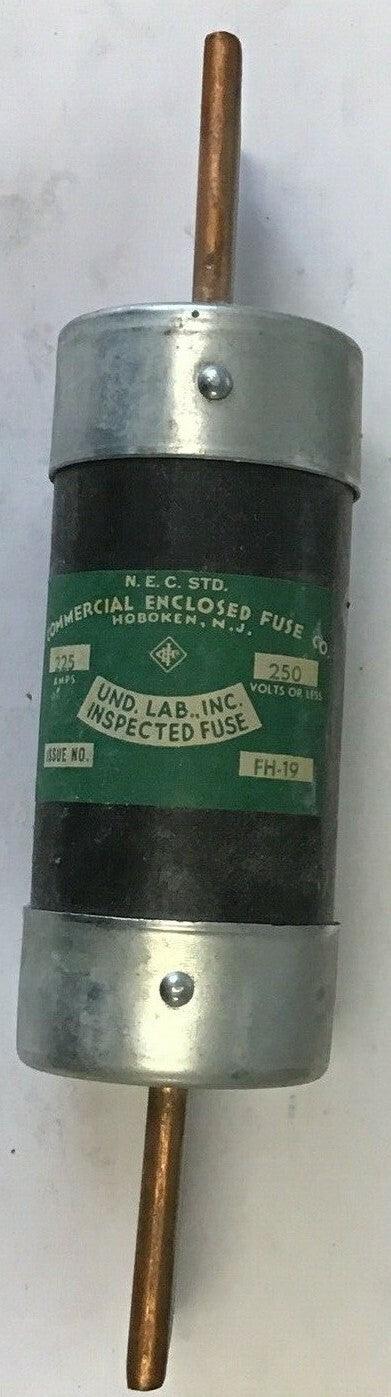 N.E.C. STD.
COMMERCIAL ENCLOSED FUSE CO.
HOBOKEN, N.J.
250
AMPS
VOLTS OR LESS
UND. LAB., INC.
INSPECTED FUSE
ISSUE NO.
FH-19